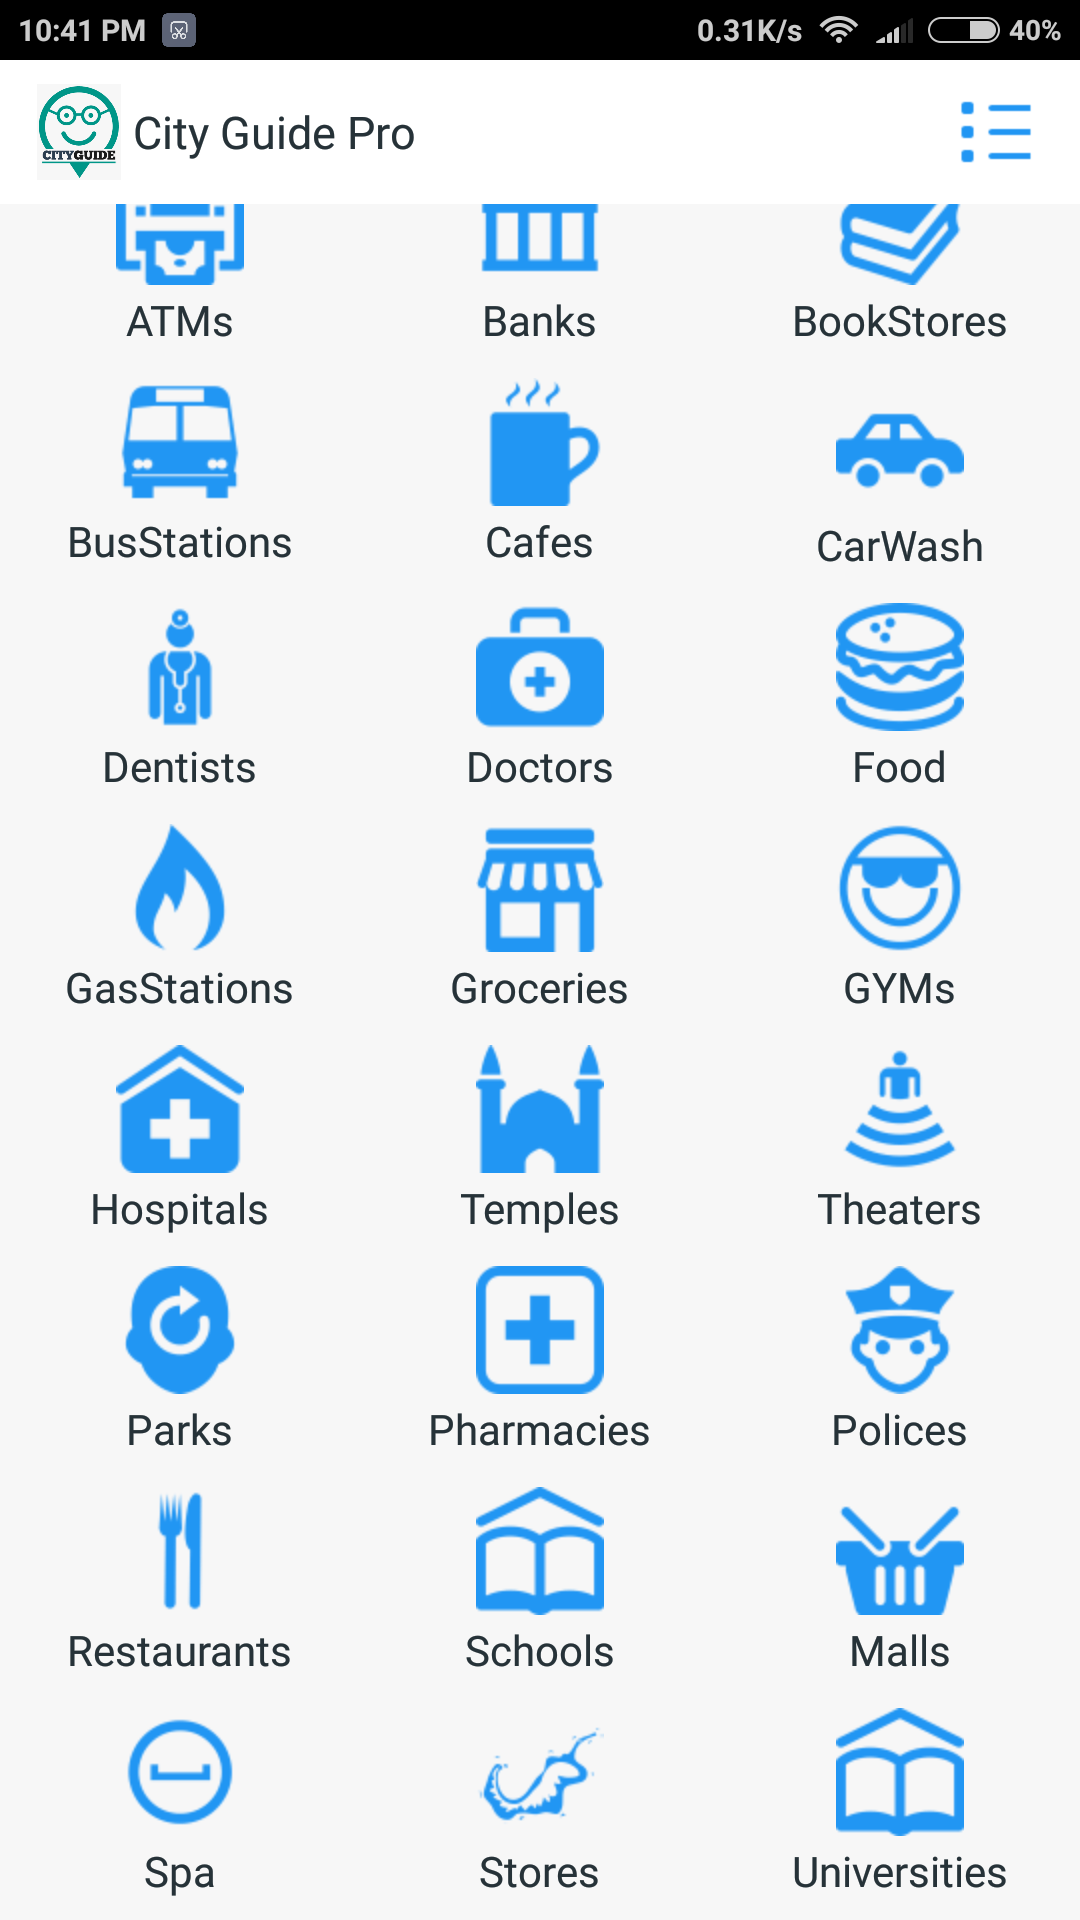 10:41 PM 0.31K/s 40%
CITYGUIDE City Guide Pro
ATMs Banks BookStores
BusStations Cafes CarWash
Dentists Doctors Food
GasStations Groceries GYMs
Hospitals Temples Theaters
Parks Pharmacies Polices
Restaurants Schools Malls
Spa Stores Universities